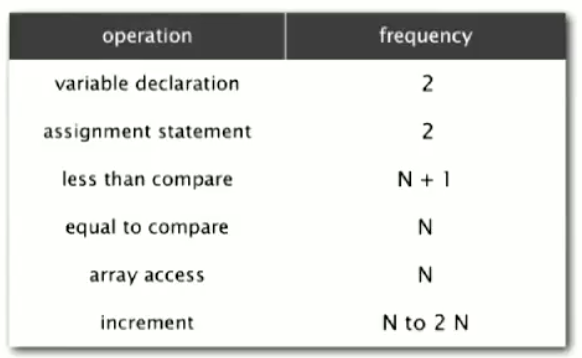 operation frequency
variable declaration 2
assignment statement 2
less than compare N + 1
equal to compare N
array access N
increment N to 2 N